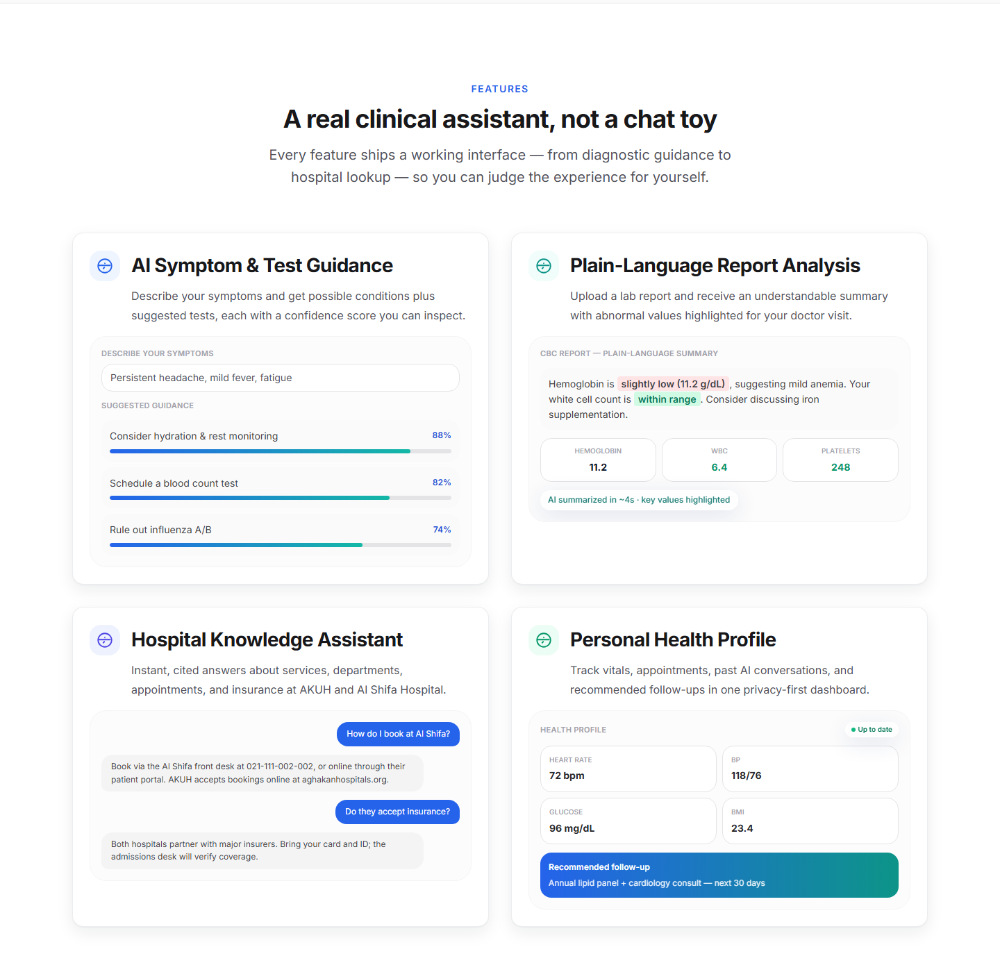 FEATURES
A real clinical assistant, not a chat toy
Every feature ships a working interface — from diagnostic guidance to
hospital lookup — so you can judge the experience for yourself.
AI Symptom & Test Guidance
Describe your symptoms and get possible conditions plus
suggested tests, each with a confidence score you can inspect.
DESCRIBE YOUR SYMPTOMS
Persistent headache, mild fever, fatigue
SUGGESTED GUIDANCE
Consider hydration & rest monitoring 88%
Schedule a blood count test 82%
Rule out influenza A/B 74%
Plain-Language Report Analysis
Upload a lab report and receive an understandable summary
with abnormal values highlighted for your doctor visit.
CBC REPORT — PLAIN-LANGUAGE SUMMARY
Hemoglobin is slightly low (11.2 g/dL) , suggesting mild anemia. Your
white cell count is within range . Consider discussing iron
supplementation.
HEMOGLOBIN WBC PLATELETS
11.2 6.4 248
AI summarized in ~4s · key values highlighted
Hospital Knowledge Assistant
Instant, cited answers about services, departments,
appointments, and insurance at AKUH and Al Shifa Hospital.
How do I book at Al Shifa?
Book via the Al Shifa front desk at 021-111-002-002, or online through their
patient portal. AKUH accepts bookings online at aghakanhospitals.org.
Do they accept insurance?
Both hospitals partner with major insurers. Bring your card and ID; the
admissions desk will verify coverage.
Personal Health Profile
Track vitals, appointments, past AI conversations, and
recommended follow-ups in one privacy-first dashboard.
HEALTH PROFILE Up to date
HEART RATE BP
72 bpm 118/76
GLUCOSE BMI
96 mg/dL 23.4
Recommended follow-up
Annual lipid panel + cardiology consult — next 30 days